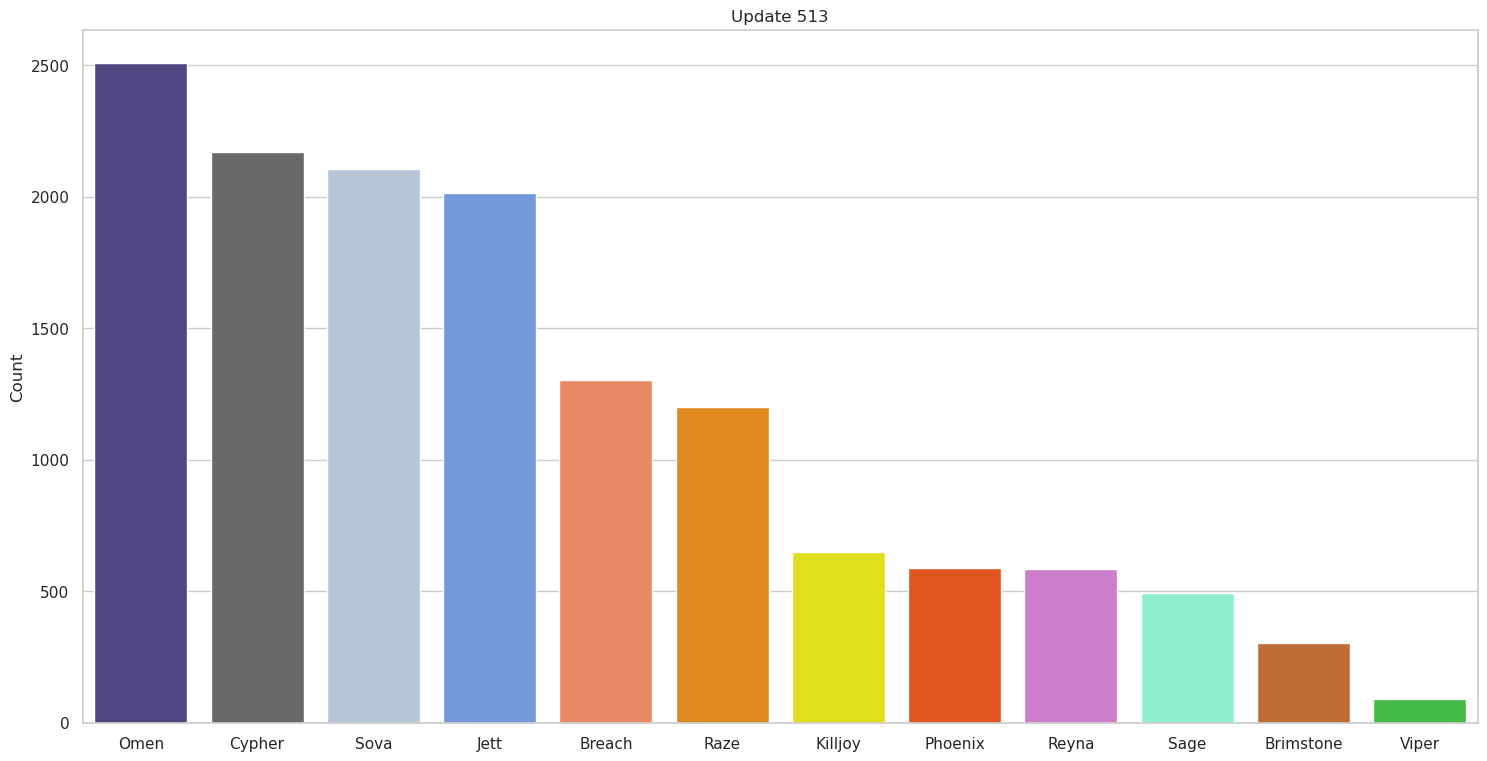 Update 513
Count
2500
2000
1500
1000
500
0
Omen Cypher Sova Jett Breach Raze Killjoy Phoenix Reyna Sage Brimstone Viper